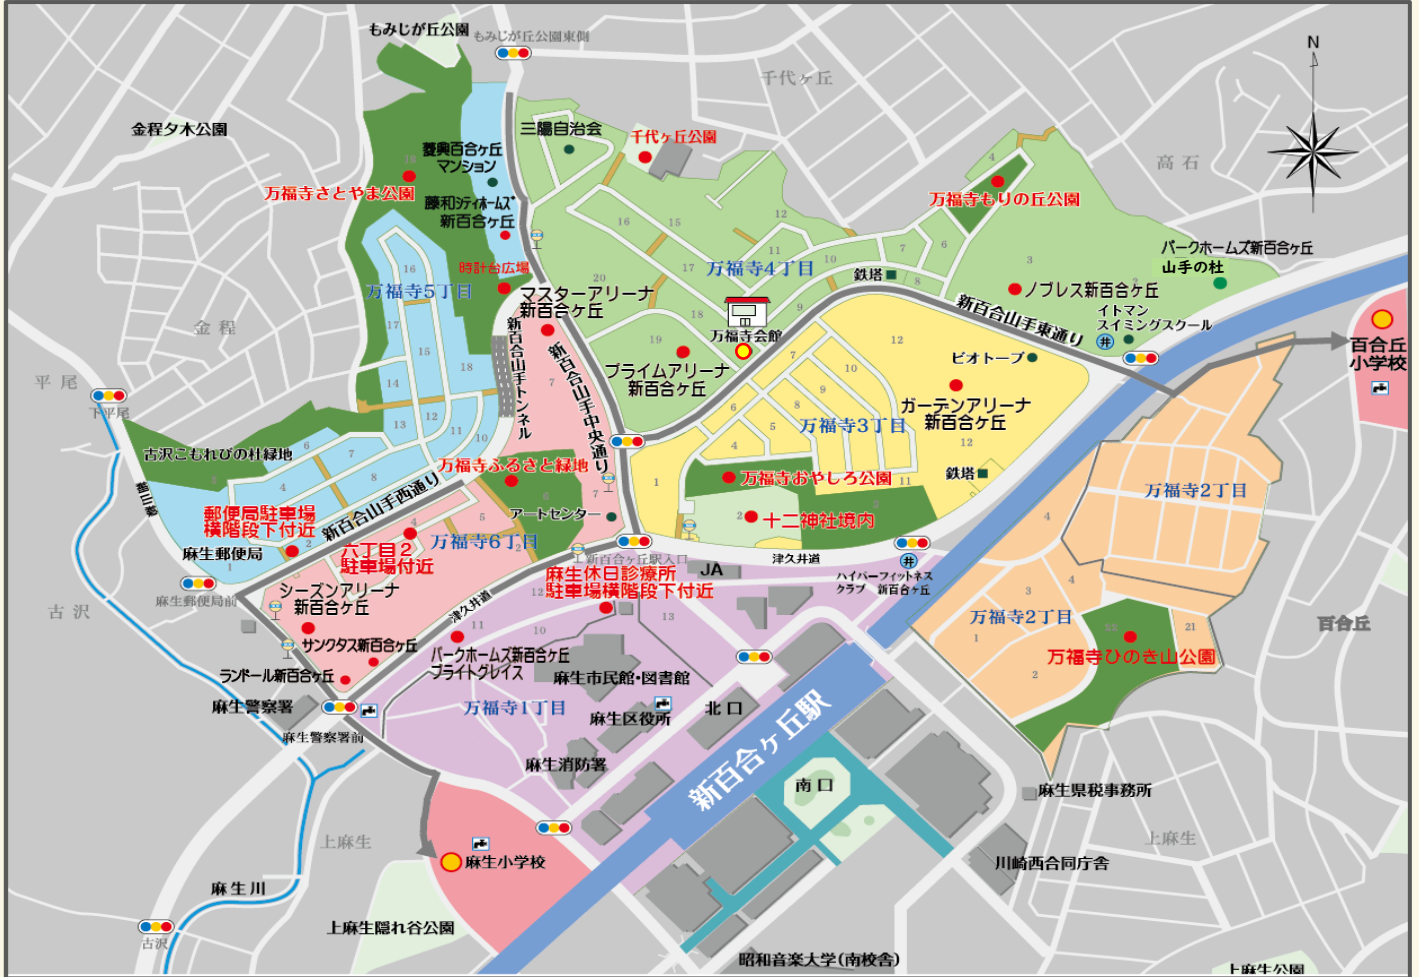 もみじが丘公園
もみじが丘公園東側
千代ヶ丘
N
金程夕木公園
三陽自治会
千代ヶ丘公園
菱興百合ヶ丘
マンション
高石
万福寺さとやま公園
藤和シティホームズ
新百合ヶ丘
万福寺もりの丘公園
パークホームズ新百合ヶ丘
山手の杜
時計台広場
万福寺4丁目
鉄塔
万福寺5丁目
マスターアリーナ
新百合ヶ丘
ノブレス新百合ヶ丘
新百合山手東通り
イトマン
スイミングスクール
井
金程
新百合山手トンネル
新百合山手中央通り
万福寺会館
プライムアリーナ
新百合ヶ丘
ビオトープ
百合丘
小学校
平尾
下平尾
ガーデンアリーナ
新百合ヶ丘
万福寺3丁目
古沢こもれびの杜緑地
万福寺ふるさと緑地
万福寺おやしろ公園
鉄塔
万福寺2丁目
新百合山手西通り
郵便局駐車場
横階段下付近
アートセンター
十二神社境内
麻生郵便局
六丁目2
駐車場付近
万福寺6丁目
新百合ヶ丘駅入口
津久井道
麻生郵便局前
シーズンアリーナ
新百合ヶ丘
麻生休日診療所
駐車場横階段下付近
JA
井
ハイパーフィットネス
クラブ 新百合ヶ丘
古沢
津久井道
万福寺2丁目
百合丘
サンクタス新百合ヶ丘
パークホームズ新百合ヶ丘
ブライトグレイス
万福寺ひのき山公園
ランドール新百合ヶ丘
麻生市民館・図書館
麻生警察署
万福寺1丁目
麻生区役所
北口
麻生警察署前
新百合ヶ丘駅
麻生消防署
南口
麻生県税事務所
上麻生
上麻生
麻生小学校
川崎西合同庁舎
麻生川
上麻生隠れ谷公園
古沢
昭和音楽大学(南校舎)
上麻生公園